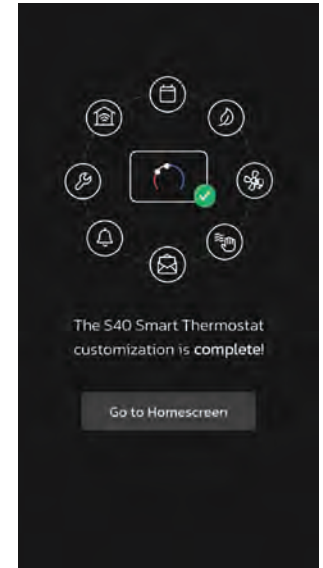 The S40 Smart Thermostat
customization is complete!
Go to Homescreen